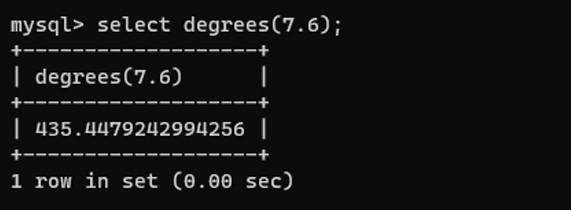 mysql> select degrees(7.6);
+-------------------+
| degrees(7.6)      |
+-------------------+
| 435.4479242994256 |
+-------------------+
1 row in set (0.00 sec)